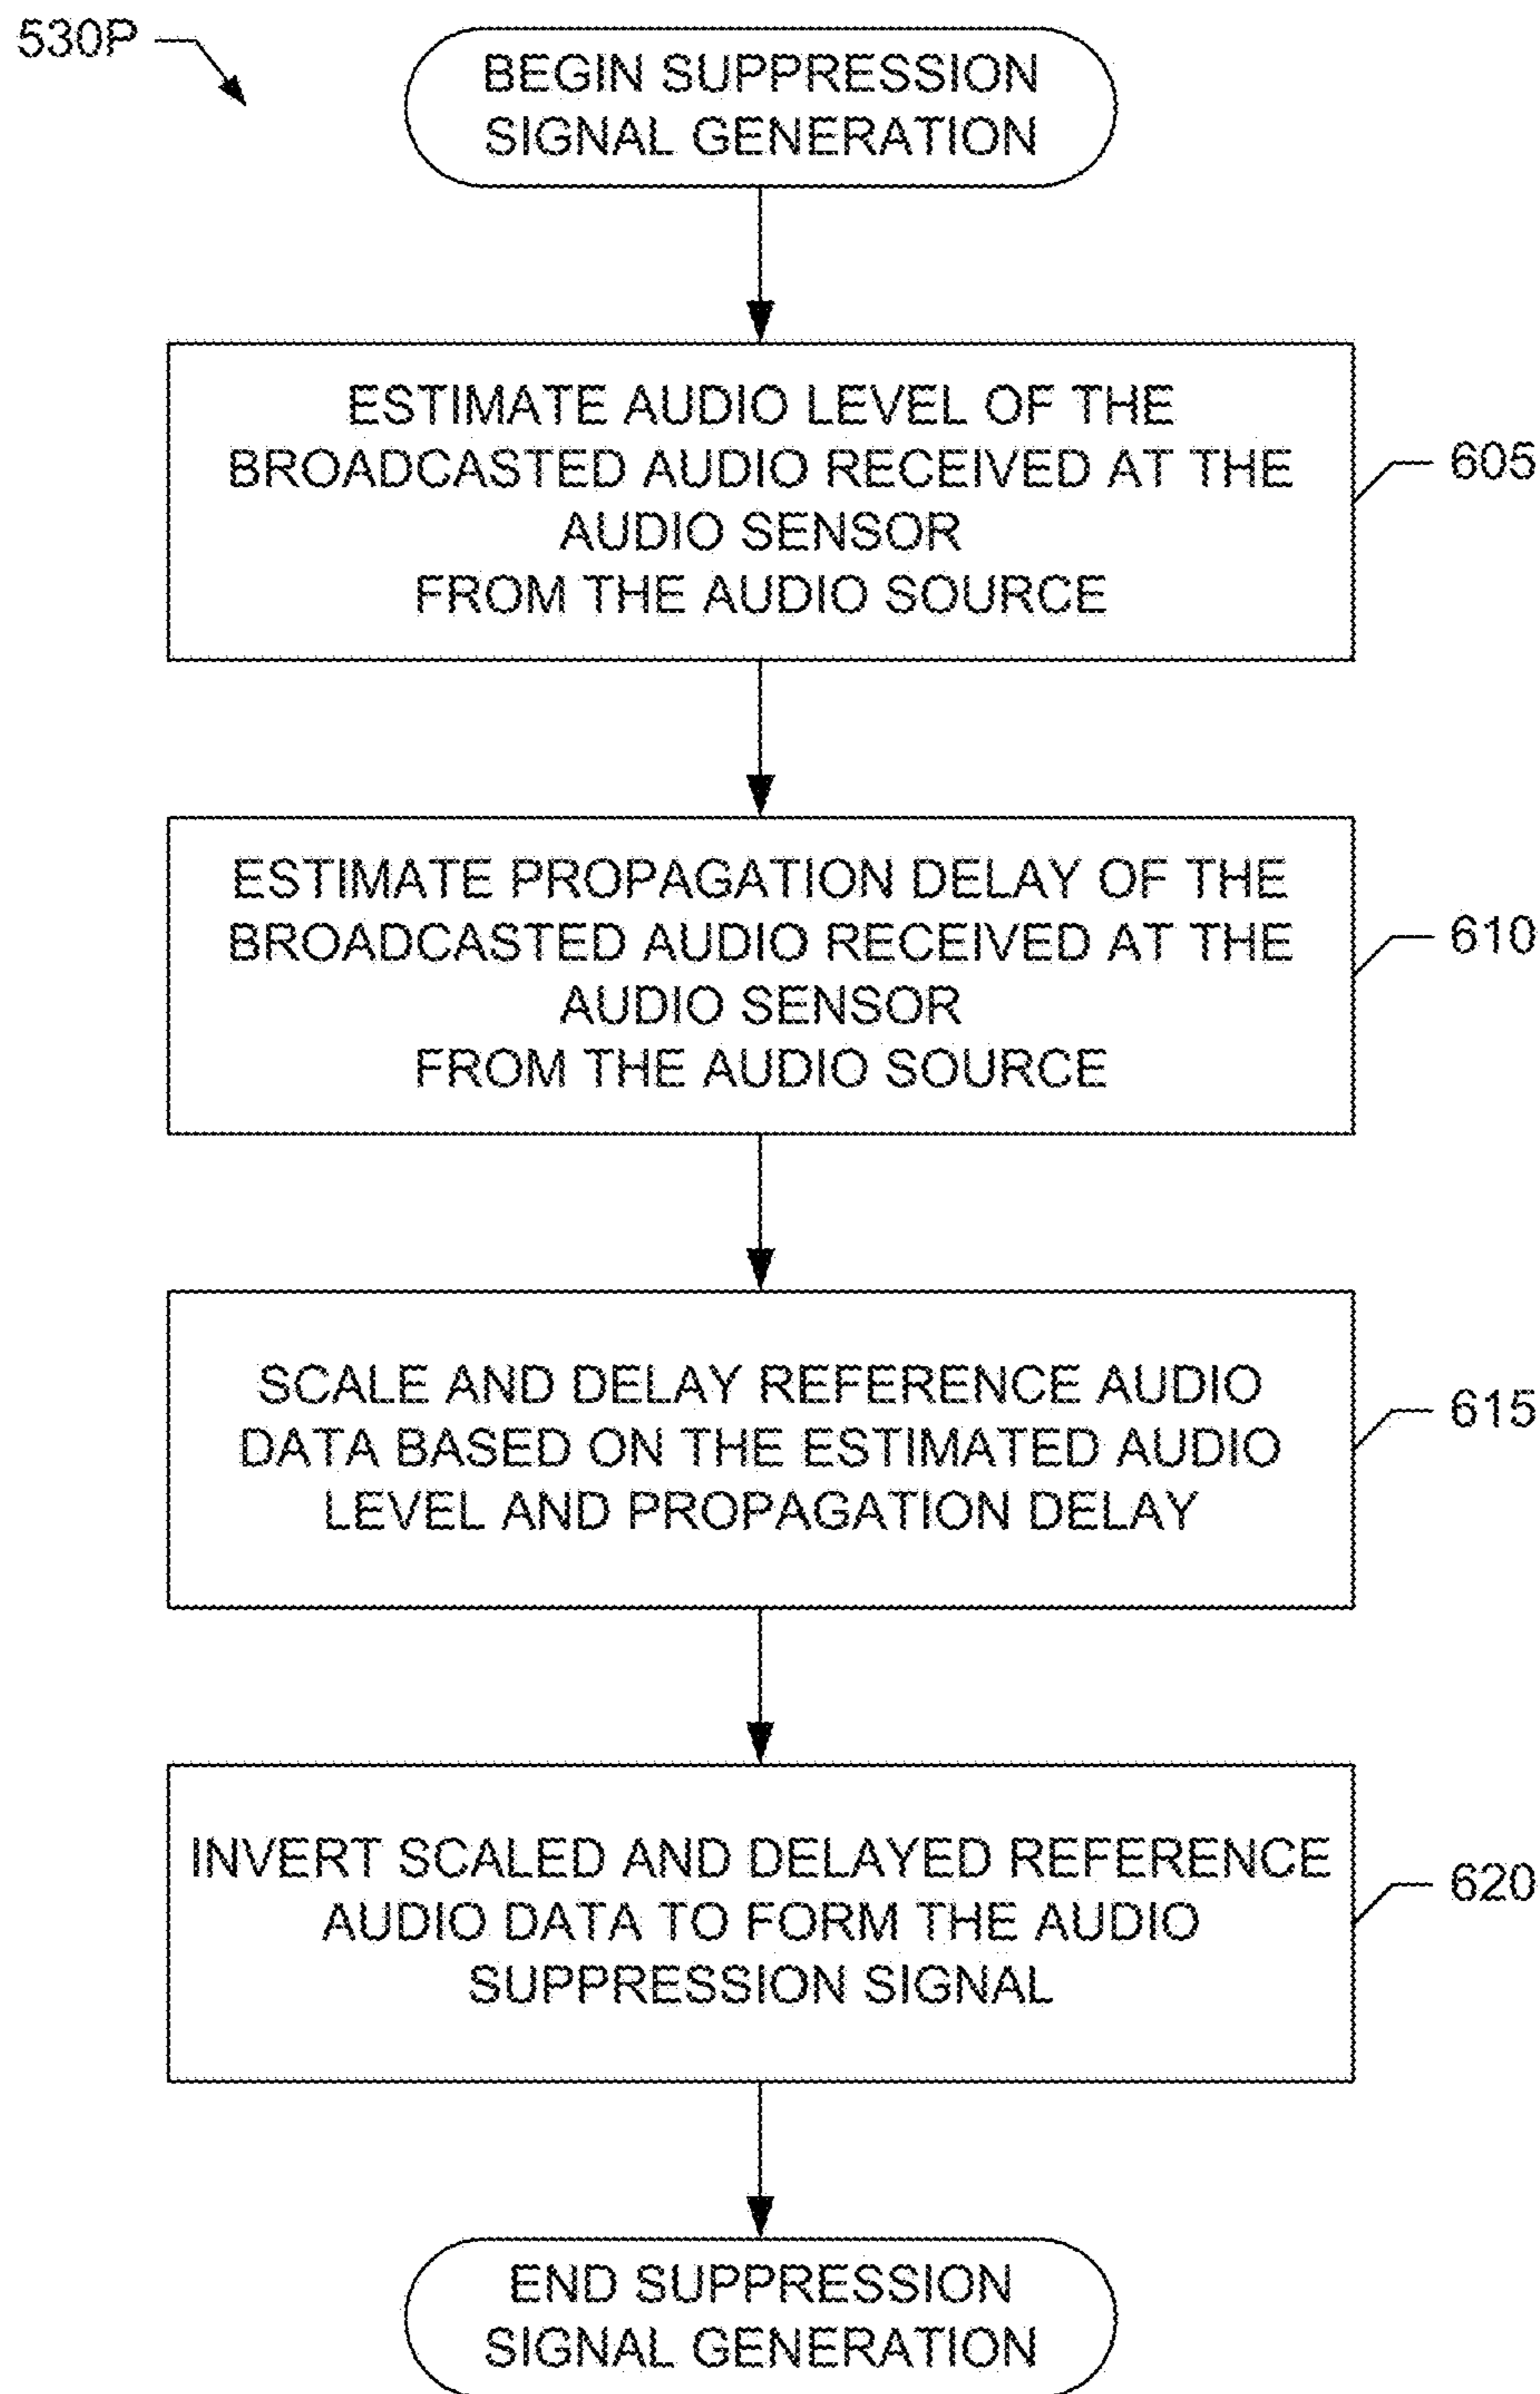 530P
BEGIN SUPPRESSION
SIGNAL GENERATION
ESTIMATE AUDIO LEVEL OF THE
BROADCASTED AUDIO RECEIVED AT THE
AUDIO SENSOR
FROM THE AUDIO SOURCE
605
ESTIMATE PROPAGATION DELAY OF THE
BROADCASTED AUDIO RECEIVED AT THE
AUDIO SENSOR
FROM THE AUDIO SOURCE
610
SCALE AND DELAY REFERENCE AUDIO
DATA BASED ON THE ESTIMATED AUDIO
LEVEL AND PROPAGATION DELAY
615
INVERT SCALED AND DELAYED REFERENCE
AUDIO DATA TO FORM THE AUDIO
SUPPRESSION SIGNAL
620
END SUPPRESSION
SIGNAL GENERATION